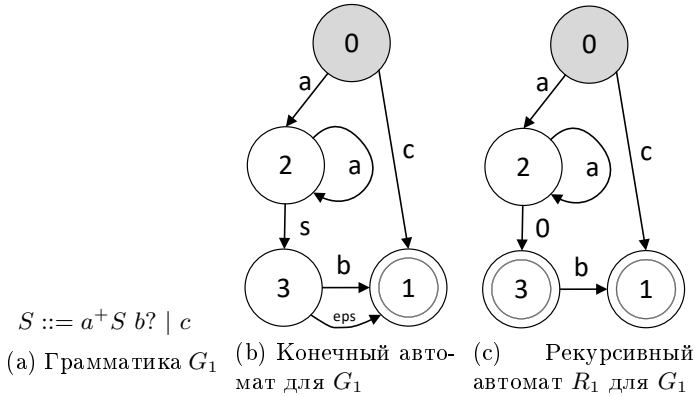 0
a
c
2
a
s
3
b
eps
1
0
a
c
2
a
0
3
b
1
S ::= a⁺S b? | c
(a) Грамматика G₁
(b) Конечный авто-
мат для G₁
(c) Рекурсивный
автомат R₁ для G₁